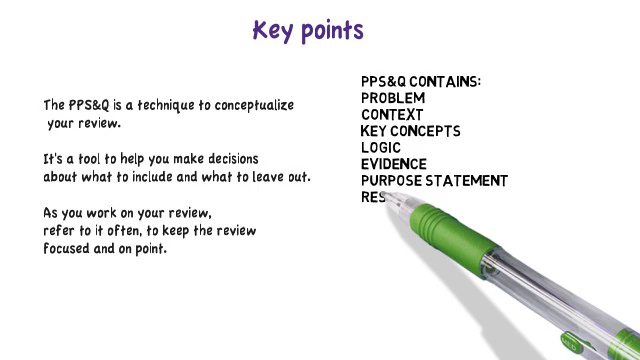 Key points
The PPS&Q is a technique to conceptualize
your review.
It's a tool to help you make decisions
about what to include and what to leave out.
As you work on your review,
refer to it often, to keep the review
focused and on point.
PPS&Q CONTAINS:
PROBLEM
CONTEXT
KEY CONCEPTS
LOGIC
EVIDENCE
PURPOSE STATEMENT
RES